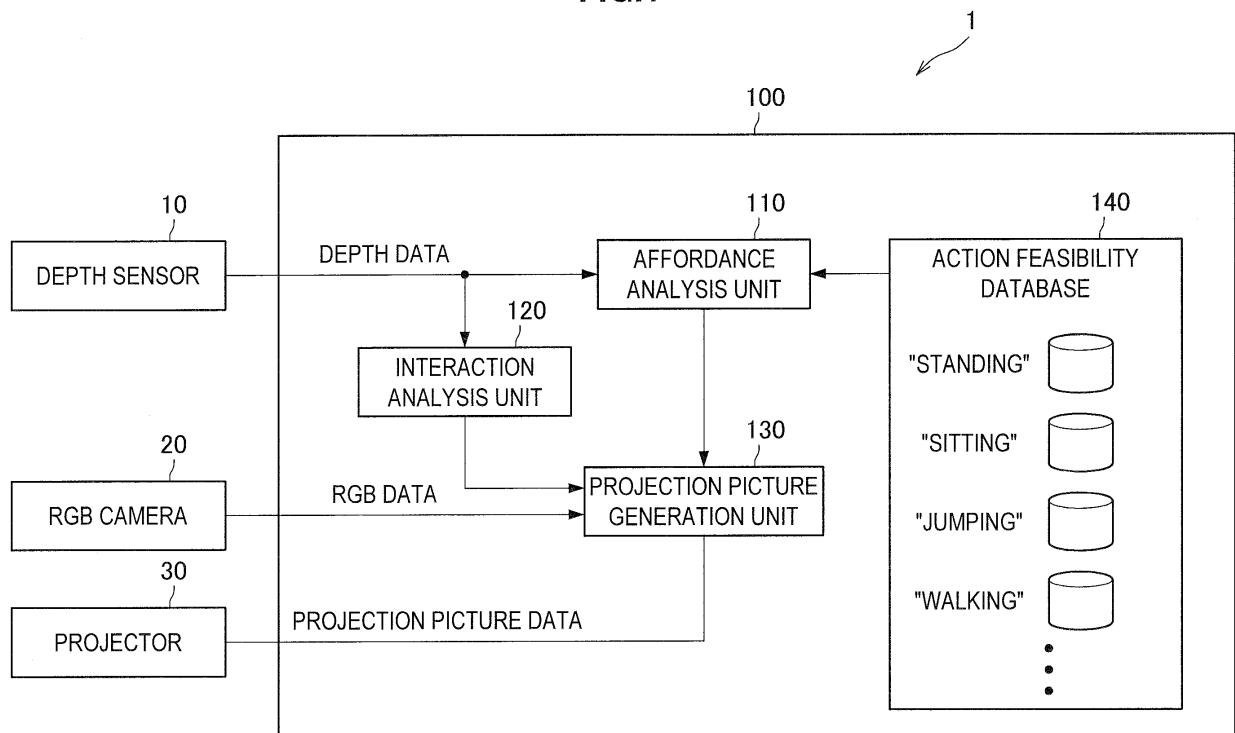 1
100
10
DEPTH SENSOR
DEPTH DATA
110
AFFORDANCE
ANALYSIS UNIT
140
ACTION FEASIBILITY
DATABASE
120
INTERACTION
ANALYSIS UNIT
"STANDING"
"SITTING"
"JUMPING"
"WALKING"
20
RGB CAMERA
RGB DATA
130
PROJECTION PICTURE
GENERATION UNIT
30
PROJECTOR
PROJECTION PICTURE DATA